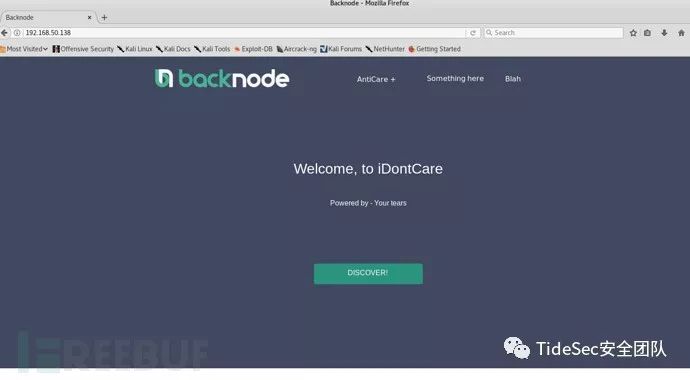 Backnode - Mozilla Firefox
Backnode
192.168.50.138
Search
Most Visited Offensive Security Kali Linux Kali Docs Kali Tools Exploit-DB Aircrack-ng Kali Forums NetHunter Getting Started
backnode
AntiCare +
Something here
Blah
Welcome, to iDontCare
Powered by - Your tears
DISCOVER!
FREEBUF
TideSec安全团队